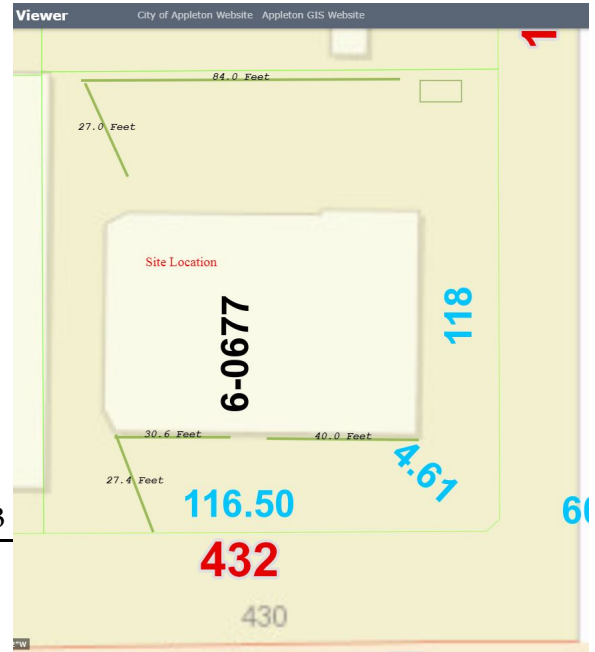 Viewer City of Appleton Website Appleton GIS Website
84.0 Feet
27.0 Feet
Site Location
6-0677
118
30.6 Feet
40.0 Feet
4.61
27.4 Feet
116.50
432
430
"W